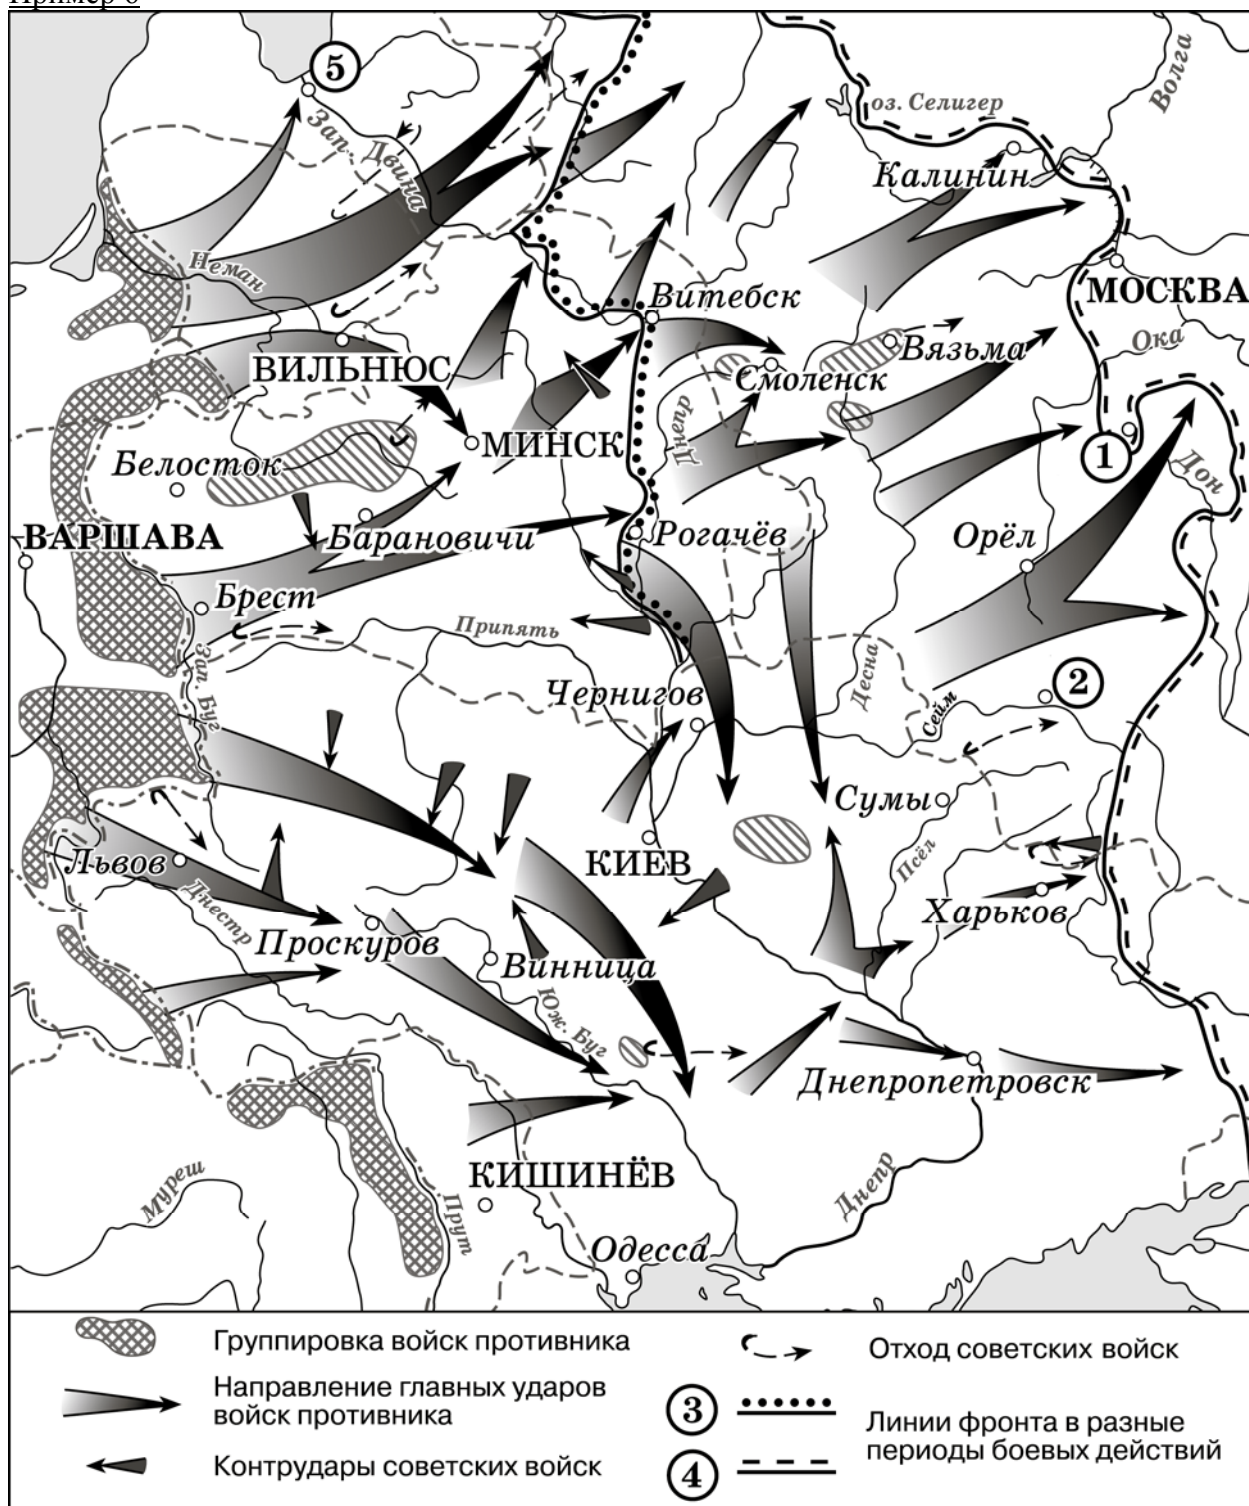 Пример 6
5
Зап. Двина
оз. Селигер
Волга
Калинин
Неман
Витебск
МОСКВА
Ока
ВИЛЬНЮС
Вязьма
Смоленск
Днепр
МИНСК
1
Белосток
Дон
ВАРШАВА
Барановичи
Рогачёв
Орёл
Брест
Припять
Зап. Буг
Десна
2
Чернигов
Сейм
Сумы
Львов
КИЕВ
Псёл
Днестр
Харьков
Проскуров
Винница
Юж. Буг
Днепропетровск
Муреш
КИШИНЁВ
Прут
Днепр
Одесса
Группировка войск противника
Направление главных ударов
войск противника
Контрудары советских войск
Отход советских войск
3
4
Линии фронта в разные
периоды боевых действий